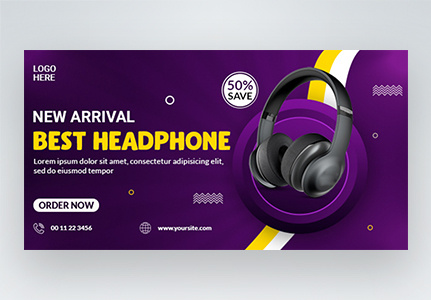 LOGO
HERE
50%
SAVE
NEW ARRIVAL
BEST HEADPHONE
Lorem ipsum dolor sit amet, consectetur adipisicing elit,
sed do eiusmod tempor
ORDER NOW
00 11 22 3456
www.yoursite.com